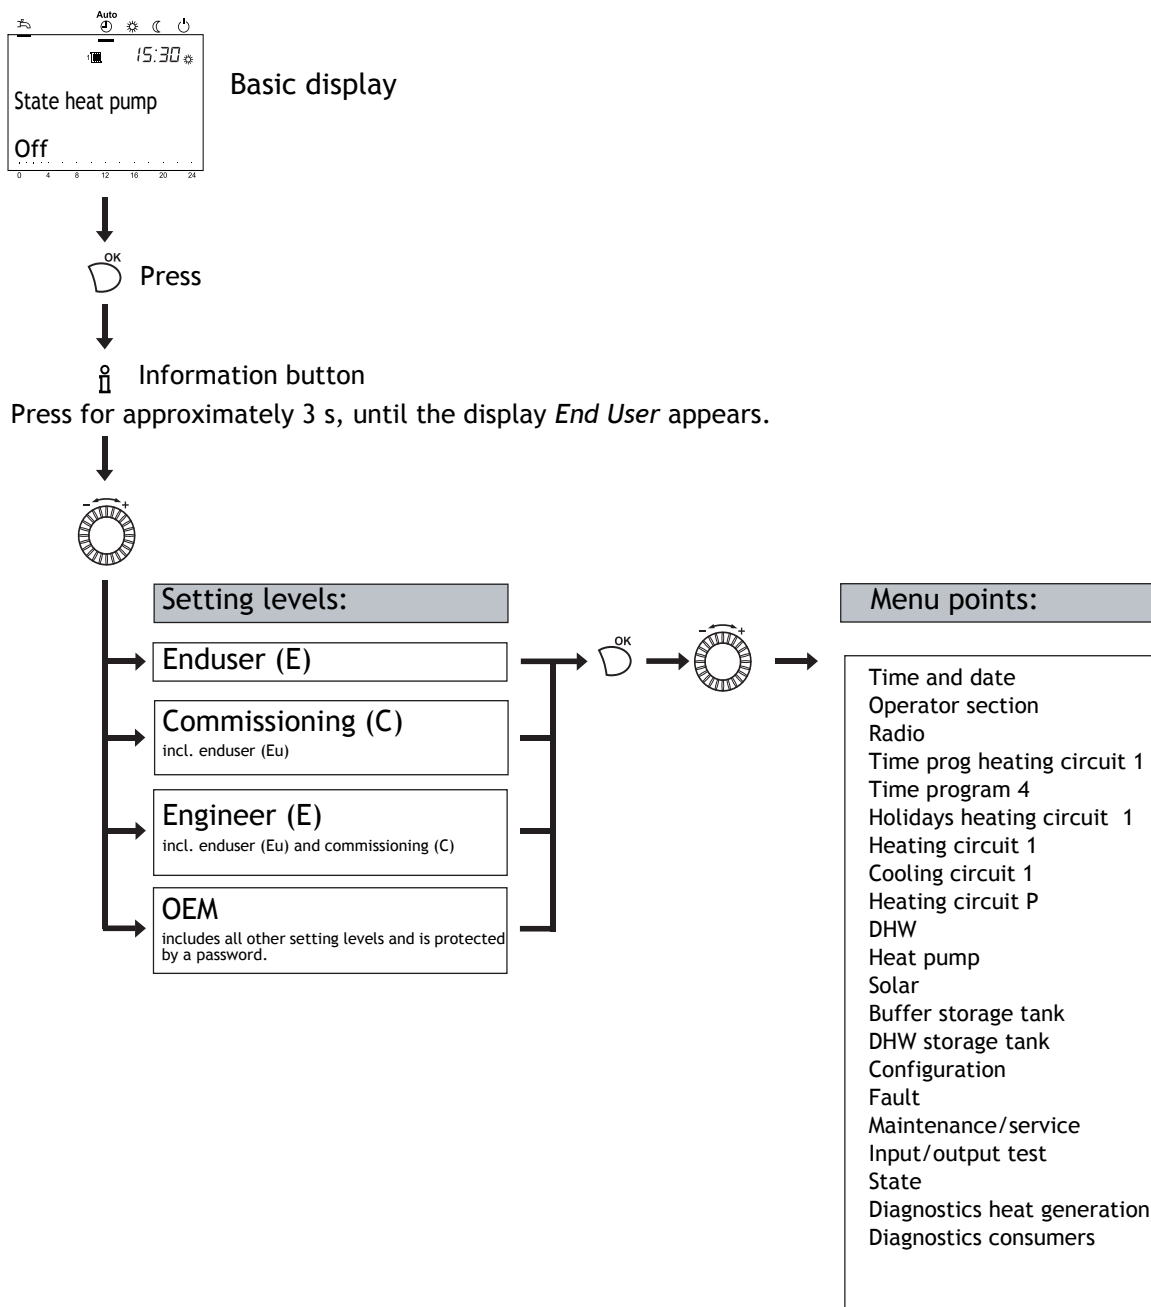 Auto
15:30
1
Basic display
State heat pump
Off
0 4 8 12 16 20 24
OK
Press
Information button
Press for approximately 3 s, until the display End User appears.
- +
Setting levels:
Menu points:
Enduser (E)
OK
- +
Commissioning (C)
incl. enduser (Eu)
Engineer (E)
incl. enduser (Eu) and commissioning (C)
OEM
includes all other setting levels and is protected
by a password.
Time and date
Operator section
Radio
Time prog heating circuit 1
Time program 4
Holidays heating circuit 1
Heating circuit 1
Cooling circuit 1
Heating circuit P
DHW
Heat pump
Solar
Buffer storage tank
DHW storage tank
Configuration
Fault
Maintenance/service
Input/output test
State
Diagnostics heat generation
Diagnostics consumers